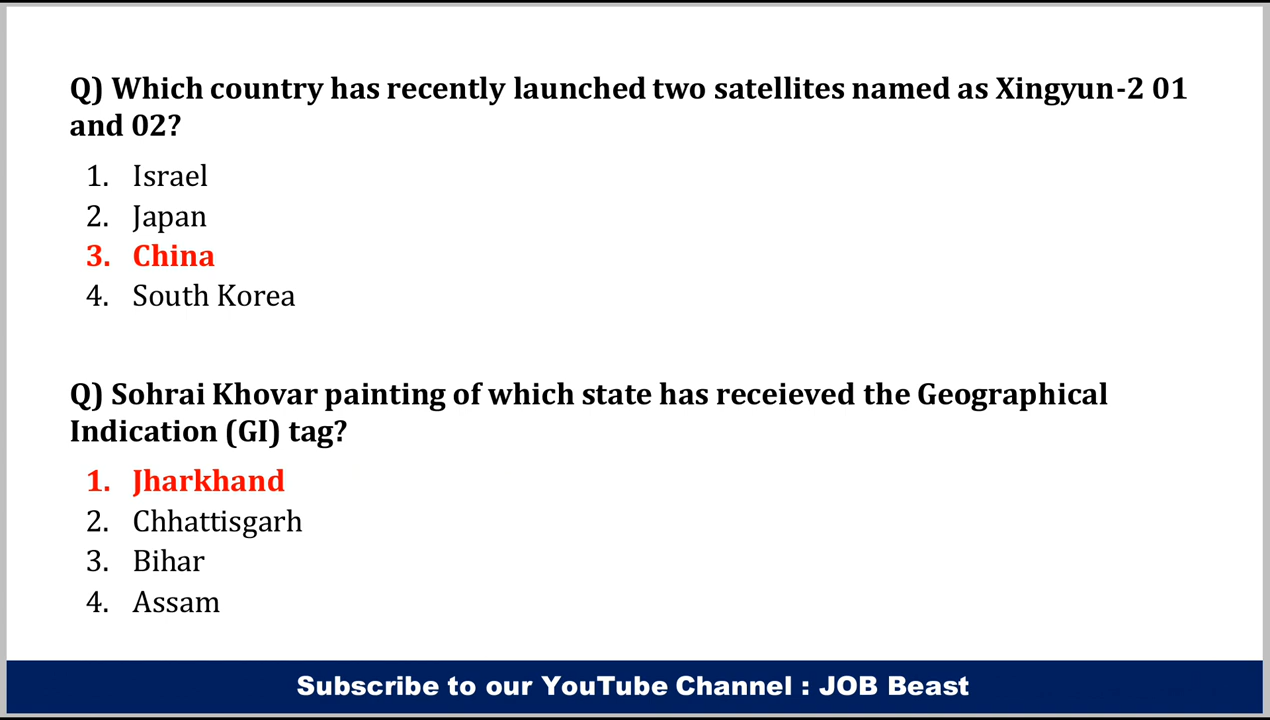 Q) Which country has recently launched two satellites named as Xingyun-2 01
and 02?
1. Israel
2. Japan
3. China
4. South Korea
Q) Sohrai Khovar painting of which state has receieved the Geographical
Indication (GI) tag?
1. Jharkhand
2. Chhattisgarh
3. Bihar
4. Assam
Subscribe to our YouTube Channel : JOB Beast